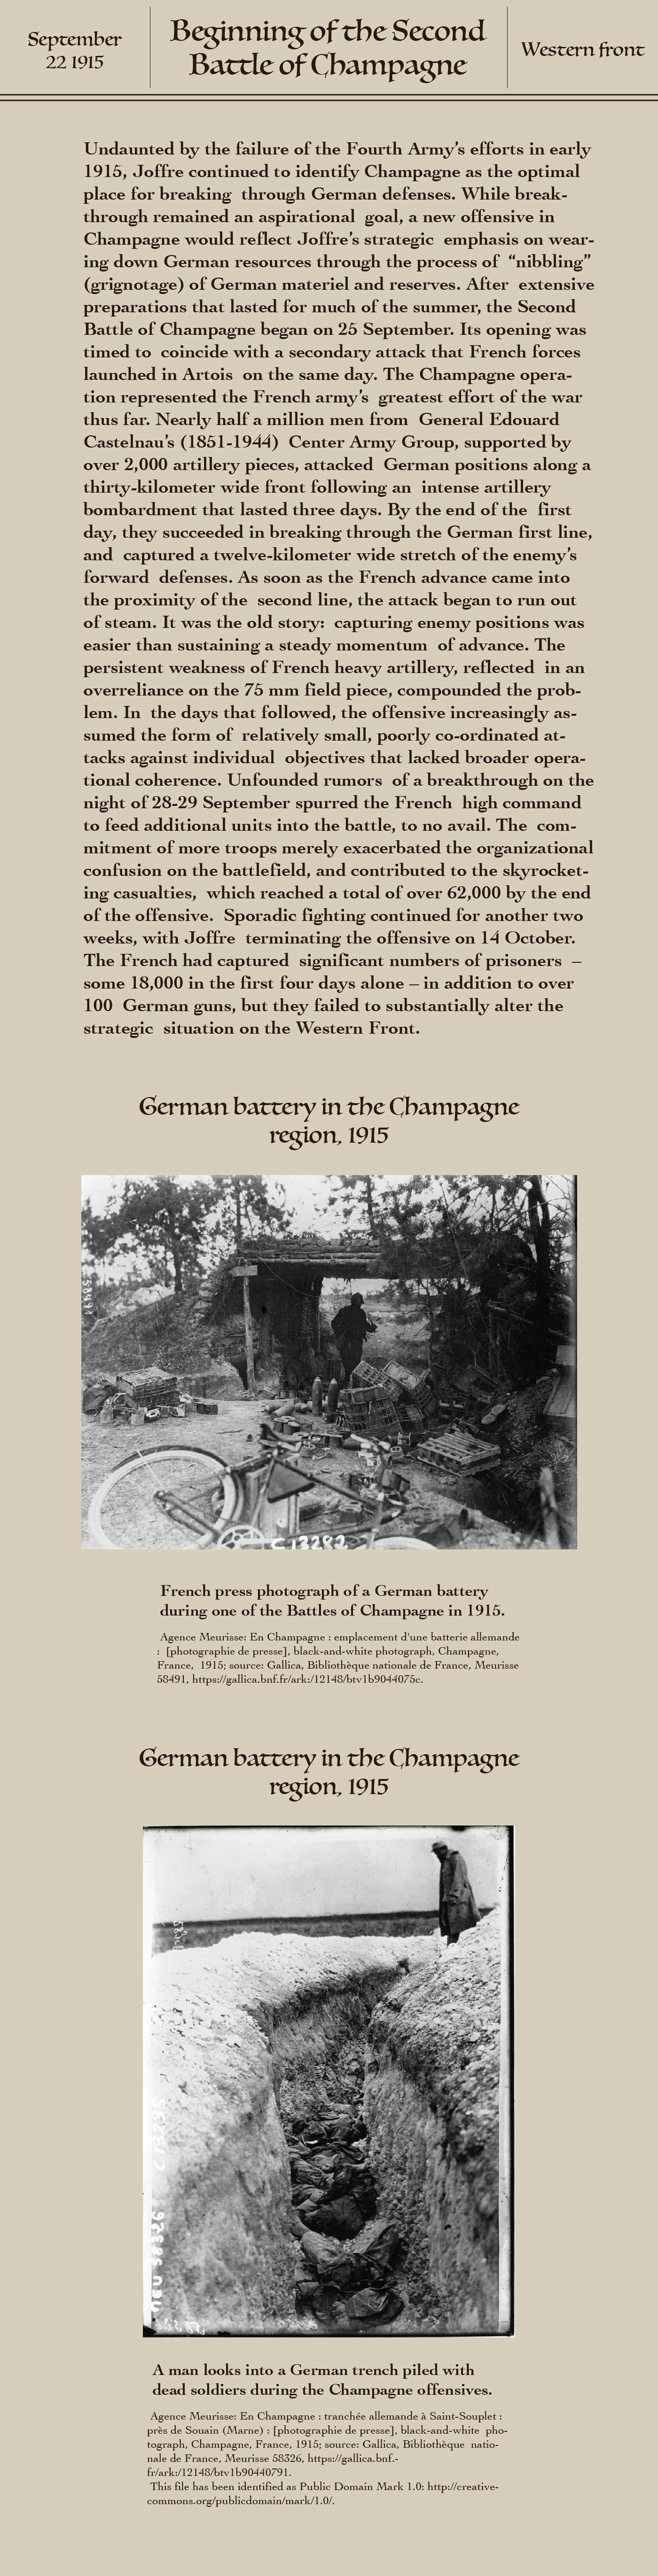 September
22 1915
Beginning of the Second
Battle of Champagne
Western front
Undaunted by the failure of the Fourth Army’s efforts in early
1915, Joffre continued to identify Champagne as the optimal
place for breaking  through German defenses. While break-
through remained an aspirational  goal, a new offensive in
Champagne would reflect Joffre’s strategic  emphasis on wear-
ing down German resources through the process of  “nibbling”
(grignotage) of German materiel and reserves. After  extensive
preparations that lasted for much of the summer, the Second
Battle of Champagne began on 25 September. Its opening was
timed to  coincide with a secondary attack that French forces
launched in Artois  on the same day. The Champagne opera-
tion represented the French army’s  greatest effort of the war
thus far. Nearly half a million men from  General Edouard
Castelnau’s (1851-1944)  Center Army Group, supported by
over 2,000 artillery pieces, attacked  German positions along a
thirty-kilometer wide front following an  intense artillery
bombardment that lasted three days. By the end of the  first
day, they succeeded in breaking through the German first line,
and  captured a twelve-kilometer wide stretch of the enemy’s
forward  defenses. As soon as the French advance came into
the proximity of the  second line, the attack began to run out
of steam. It was the old story:  capturing enemy positions was
easier than sustaining a steady momentum  of advance. The
persistent weakness of French heavy artillery, reflected  in an
overreliance on the 75 mm field piece, compounded the prob-
lem. In  the days that followed, the offensive increasingly as-
sumed the form of  relatively small, poorly co-ordinated at-
tacks against individual  objectives that lacked broader opera-
tional coherence. Unfounded rumors  of a breakthrough on the
night of 28-29 September spurred the French  high command
to feed additional units into the battle, to no avail. The  com-
mitment of more troops merely exacerbated the organizational
confusion on the battlefield, and contributed to the skyrocket-
ing casualties,  which reached a total of over 62,000 by the end
of the offensive.  Sporadic fighting continued for another two
weeks, with Joffre  terminating the offensive on 14 October.
The French had captured  significant numbers of prisoners  –
some 18,000 in the first four days alone – in addition to over
100  German guns, but they failed to substantially alter the
strategic  situation on the Western Front.
German battery in the Champagne
region, 1915
C 13282
French press photograph of a German battery
during one of the Battles of Champagne in 1915.
Agence Meurisse: En Champagne : emplacement d'une batterie allemande
:  [photographie de presse], black-and-white photograph, Champagne,
France,  1915; source: Gallica, Bibliothèque nationale de France, Meurisse
58491, https://gallica.bnf.fr/ark:/12148/btv1b9044075c.
German battery in the Champagne
region, 1915
A man looks into a German trench piled with
dead soldiers during the Champagne offensives.
Agence Meurisse: En Champagne : tranchée allemande à Saint-Souplet :
près de Souain (Marne) : [photographie de presse], black-and-white  pho-
tograph, Champagne, France, 1915; source: Gallica, Bibliothèque  natio-
nale de France, Meurisse 58326, https://gallica.bnf.-
fr/ark:/12148/btv1b90440791.
This file has been identified as Public Domain Mark 1.0: http://creative-
commons.org/publicdomain/mark/1.0/.